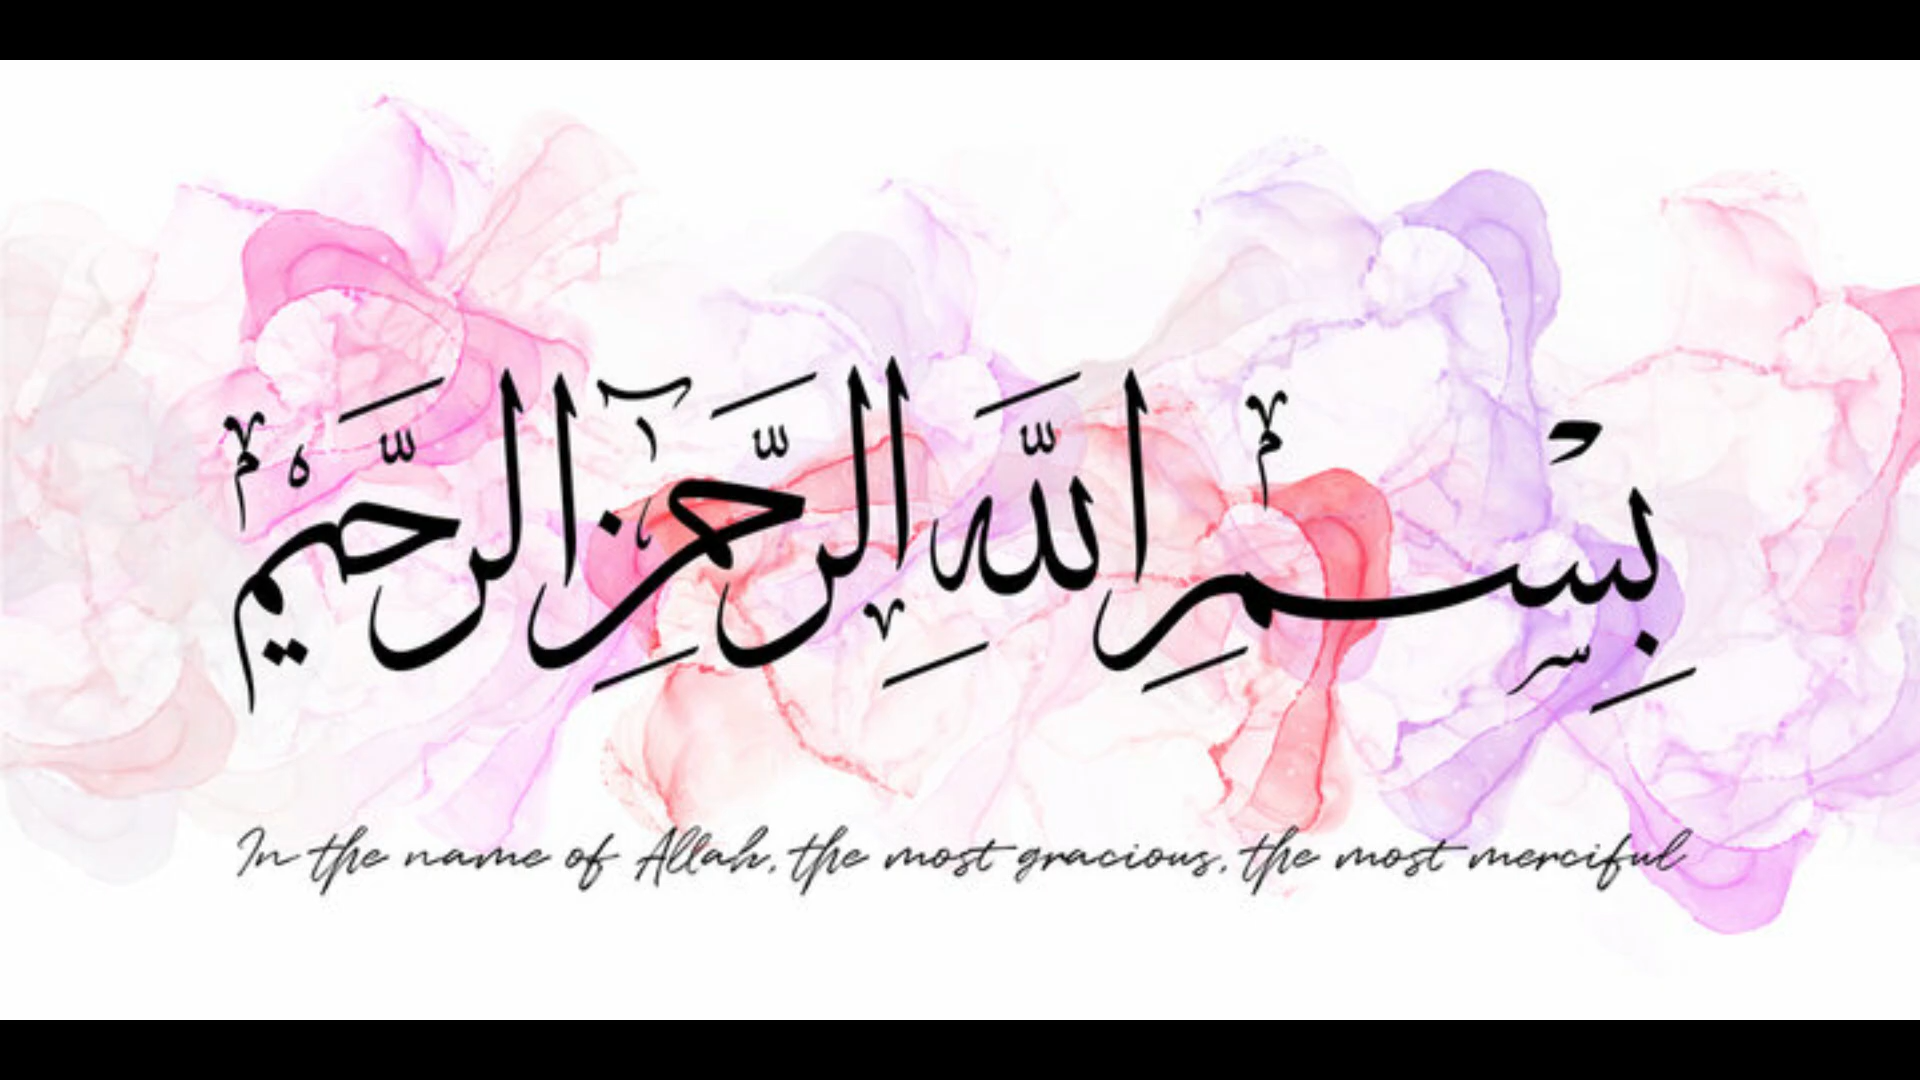 بِسْمِ اللَّهِ الرَّحْمَٰنِ الرَّحِيمِ
In the name of Allah, the most gracious, the most merciful